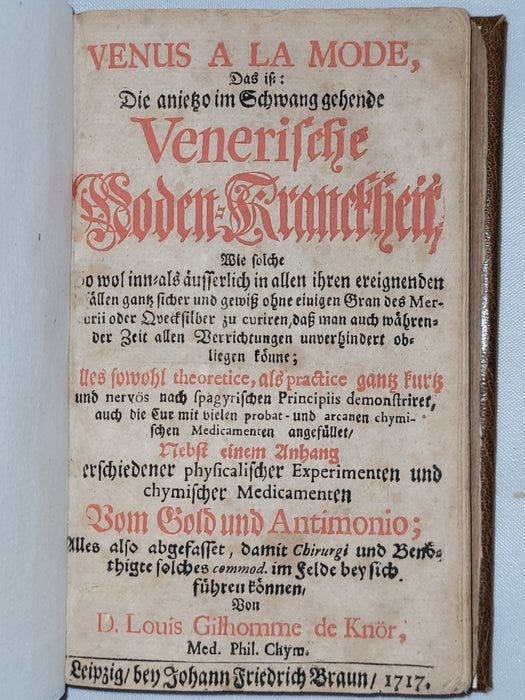 VENUS A LA MODE,
Das ist:
Die anietzo im Schwang gehende
Venerische
Moden-Kranckheit,
Wie solche
so wol inn-als äusserlich in allen ihren ereignenden
fällen gantz sicher und gewiß ohne einigen Gran des Mer-
curii oder Qvecksilber zu curiren, daß man auch währen-
der Zeit allen Verrichtungen unverhindert ob-
liegen könne;
Alles sowohl theoretice, als practice gantz kurtz
und nervös nach spagyrischen Principiis demonstriret,
auch die Cur mit vielen probat- und arcanen chymi-
schen Medicamenten angefüllet/
Nebst einem Anhang
verschiedener physicalischer Experimenten und
chymischer Medicamenten
Vom Gold und Antimonio;
Alles also abgefasset, damit Chirurgi und Benö-
thigte solches commod. im Felde bey sich
führen können,
Von
D. Louis Gilhomme de Knör,
Med. Phil. Chym.
Leipzig/ bey Johann Friedrich Braun/ 1717.